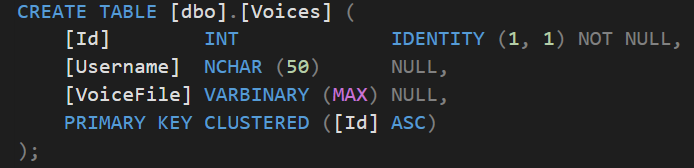 CREATE TABLE [dbo].[Voices] (
    [Id]        INT             IDENTITY (1, 1) NOT NULL,
    [Username]  NCHAR (50)      NULL,
    [VoiceFile] VARBINARY (MAX) NULL,
    PRIMARY KEY CLUSTERED ([Id] ASC)
);